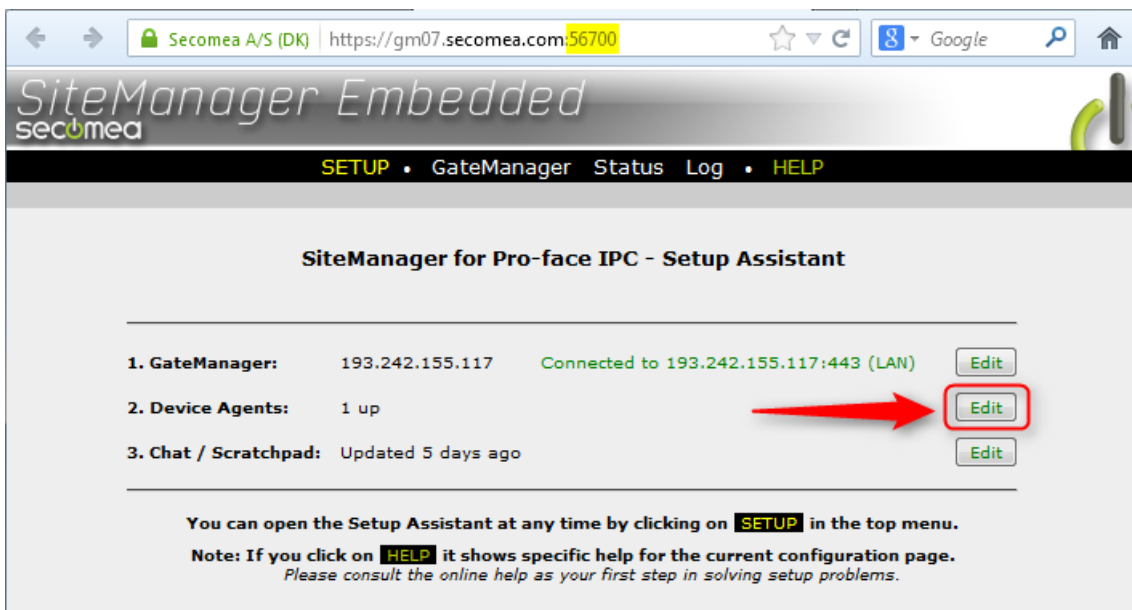 Secomea A/S (DK) https://gm07.secomea.com:56700 Google
SiteManager Embedded
secomea
SETUP • GateManager Status Log • HELP
SiteManager for Pro-face IPC - Setup Assistant
1. GateManager: 193.242.155.117 Connected to 193.242.155.117:443 (LAN) Edit
2. Device Agents: 1 up Edit
3. Chat / Scratchpad: Updated 5 days ago Edit
You can open the Setup Assistant at any time by clicking on SETUP in the top menu.
Note: If you click on HELP it shows specific help for the current configuration page.
Please consult the online help as your first step in solving setup problems.